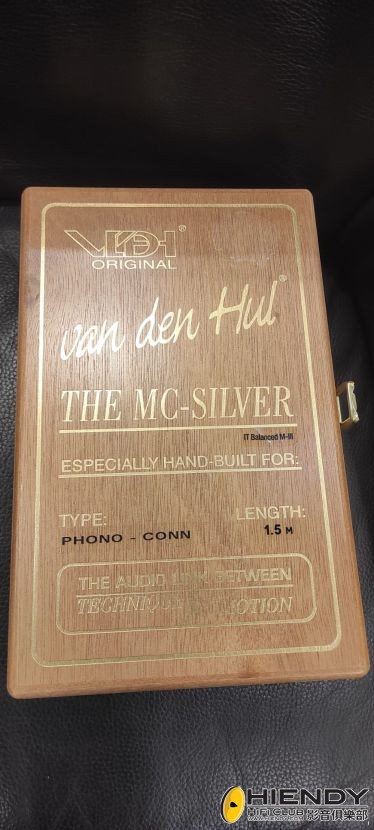 VDH®
ORIGINAL
van den Hul®
THE MC-SILVER
IT Balanced M-III
ESPECIALLY HAND-BUILT FOR:
TYPE: LENGTH:
PHONO - CONN 1.5 M
THE AUDIO LINK BETWEEN
TECHNIQUE & EMOTION
HIENDY
HIFICLUB 影音俱樂部